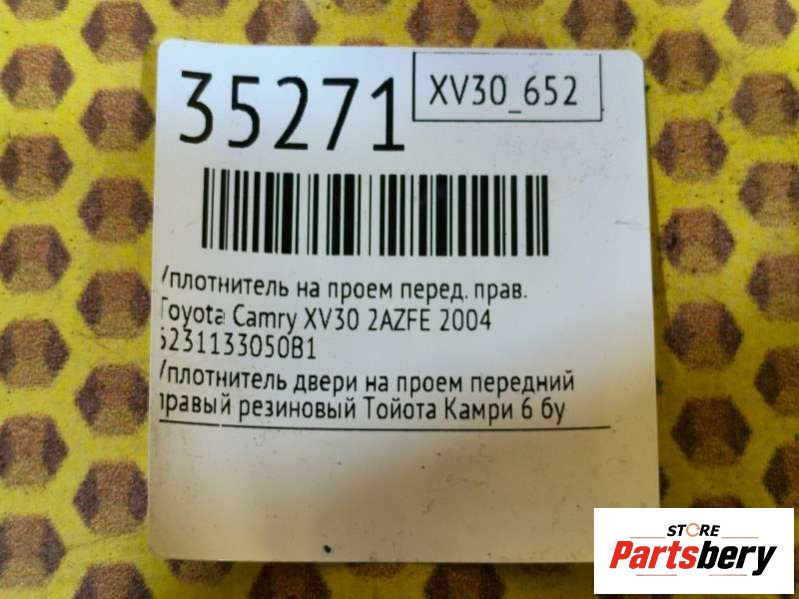 35271
XV30_652
Уплотнитель на проем перед. прав.
Toyota Camry XV30 2AZFE 2004
6231133050B1
Уплотнитель двери на проем передний
правый резиновый Тойота Камри 6 бу
STORE
Partsbery